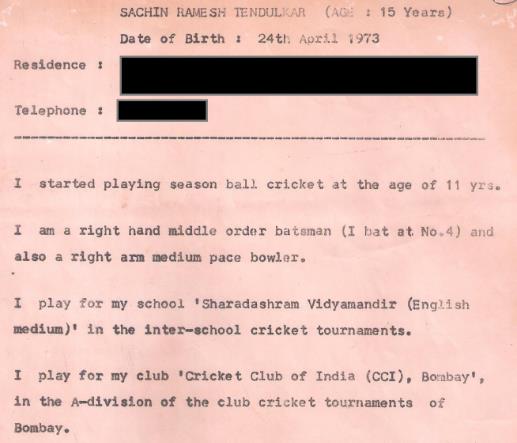 SACHIN RAMESH TENDULKAR (AGE : 15 Years)
Date of Birth : 24th April 1973
Residence :
Telephone :
I started playing season ball cricket at the age of 11 yrs.
I am a right hand middle order batsman (I bat at No.4) and
also a right arm medium pace bowler.
I play for my school 'Sharadashram Vidyamandir (English
medium)' in the inter-school cricket tournaments.
I play for my club 'Cricket Club of India (CCI), Bombay',
in the A-division of the club cricket tournaments of
Bombay.